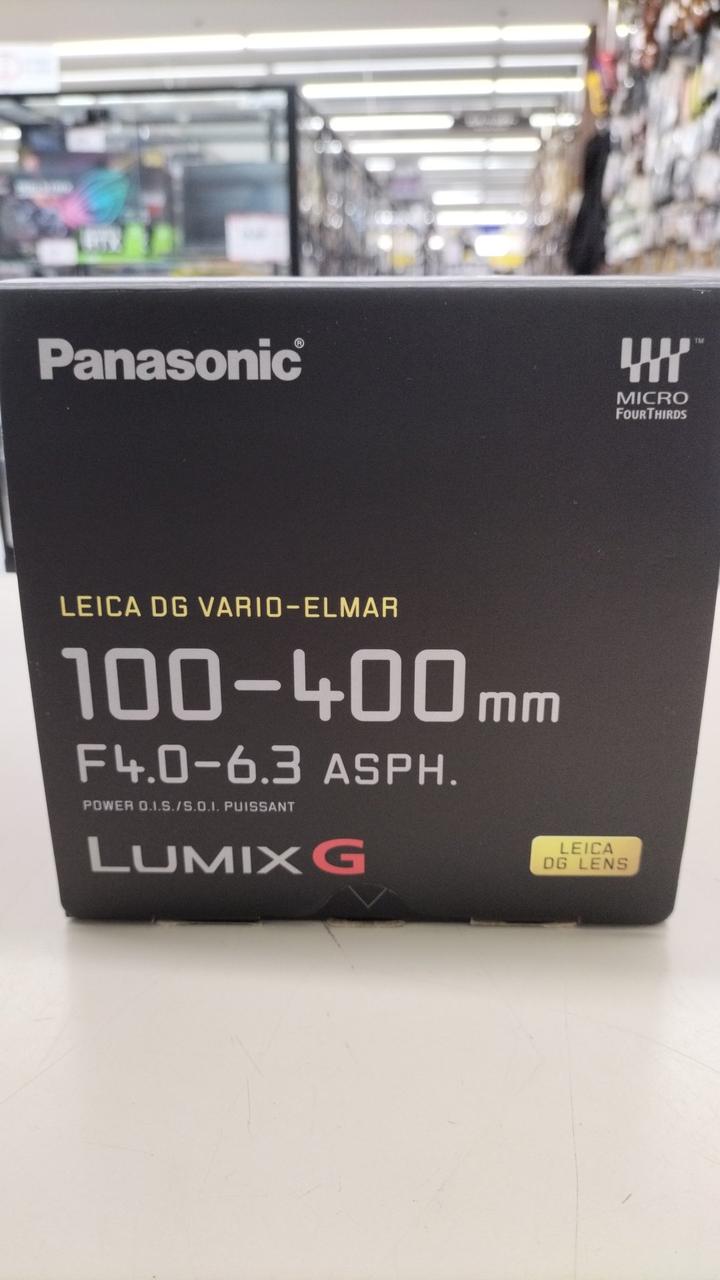 Panasonic®
MICRO
FOURTHIRDS
™
LEICA DG VARIO-ELMAR
100-400mm
F4.0-6.3 ASPH.
POWER O.I.S./S.O.I. PUISSANT
LUMIX G
LEICA
DG LENS